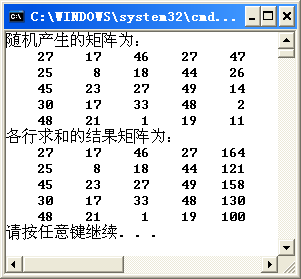 C:\WINDOWS\system32\cmd...
随机产生的矩阵为:
27 17 46 27 47
25 8 18 44 26
45 23 27 49 14
30 17 33 48 2
48 21 1 19 11
各行求和的结果矩阵为:
27 17 46 27 164
25 8 18 44 121
45 23 27 49 158
30 17 33 48 130
48 21 1 19 100
请按任意键继续. . .